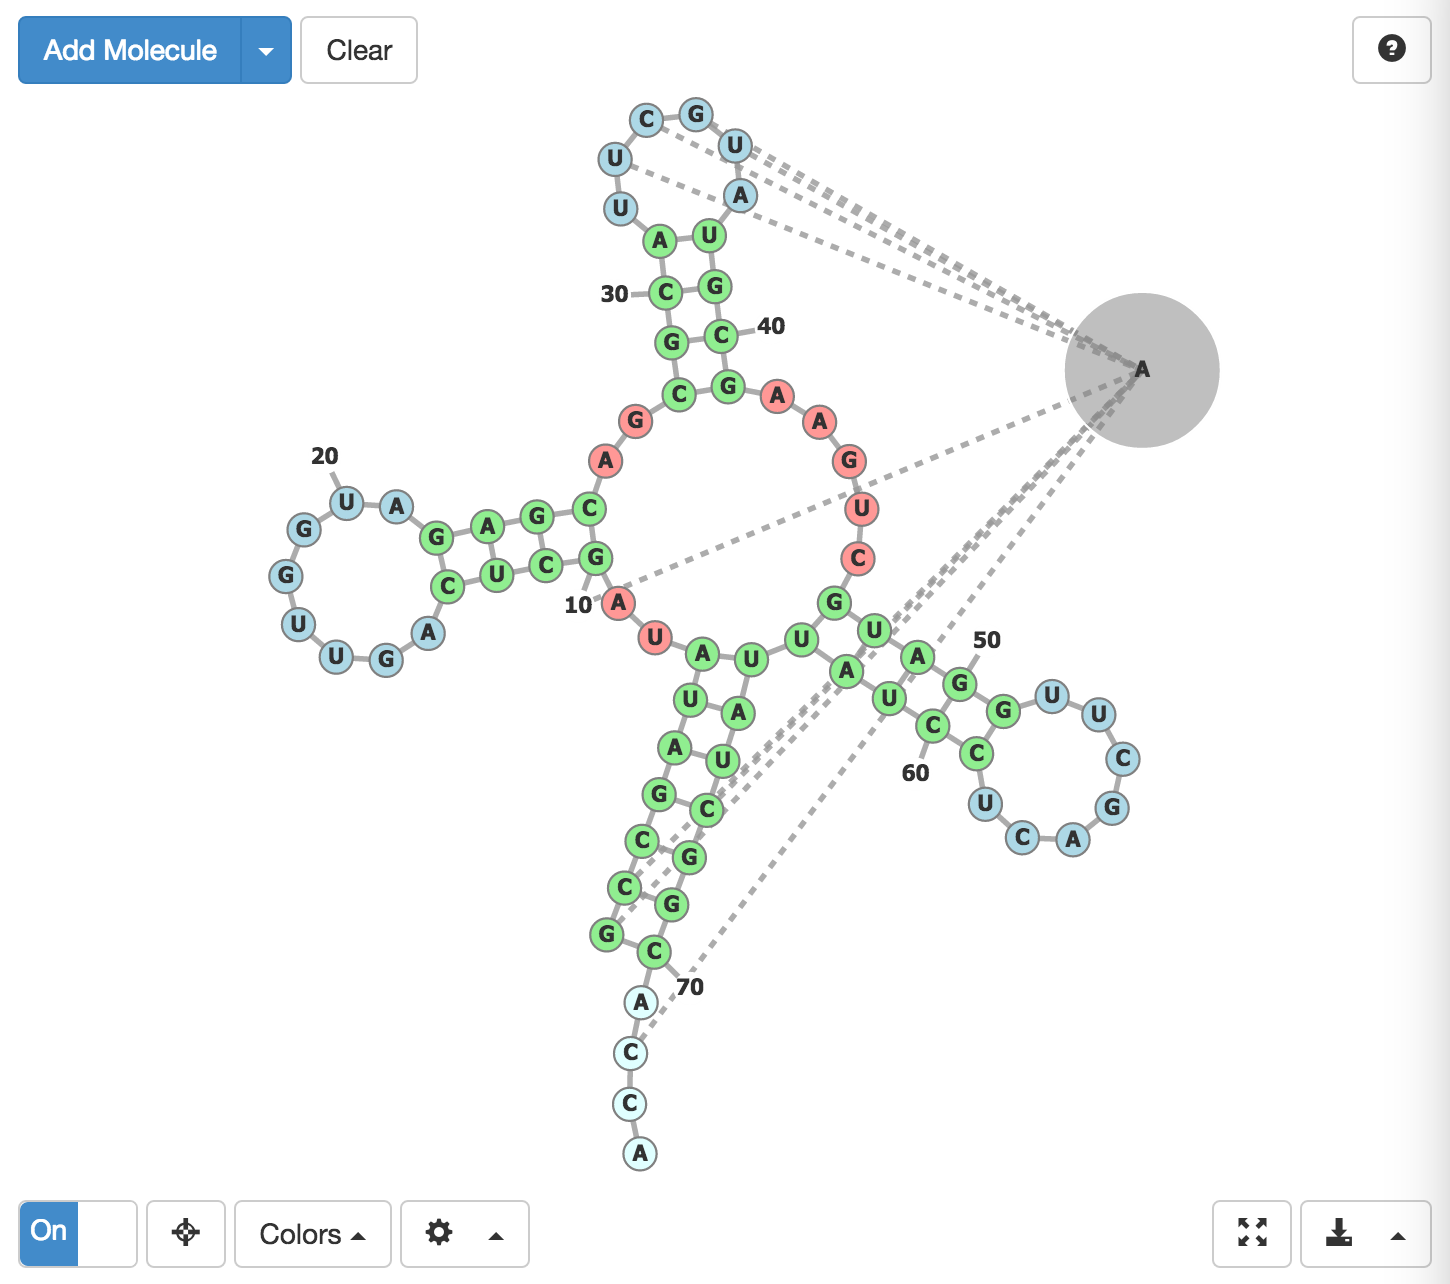 Add Molecule
Clear
?
C G
U U
U A
A U
30 C G
G C 40
C G A
G A
A G
20
U A G A G C U
G C
G C U C G
U A 10 A G
U G U U U
A U A A 50
U A U G U
A U C G U
G C 60 C C
C G U G
C G C A
G C
A 70
C
C
A
A
On
Colors